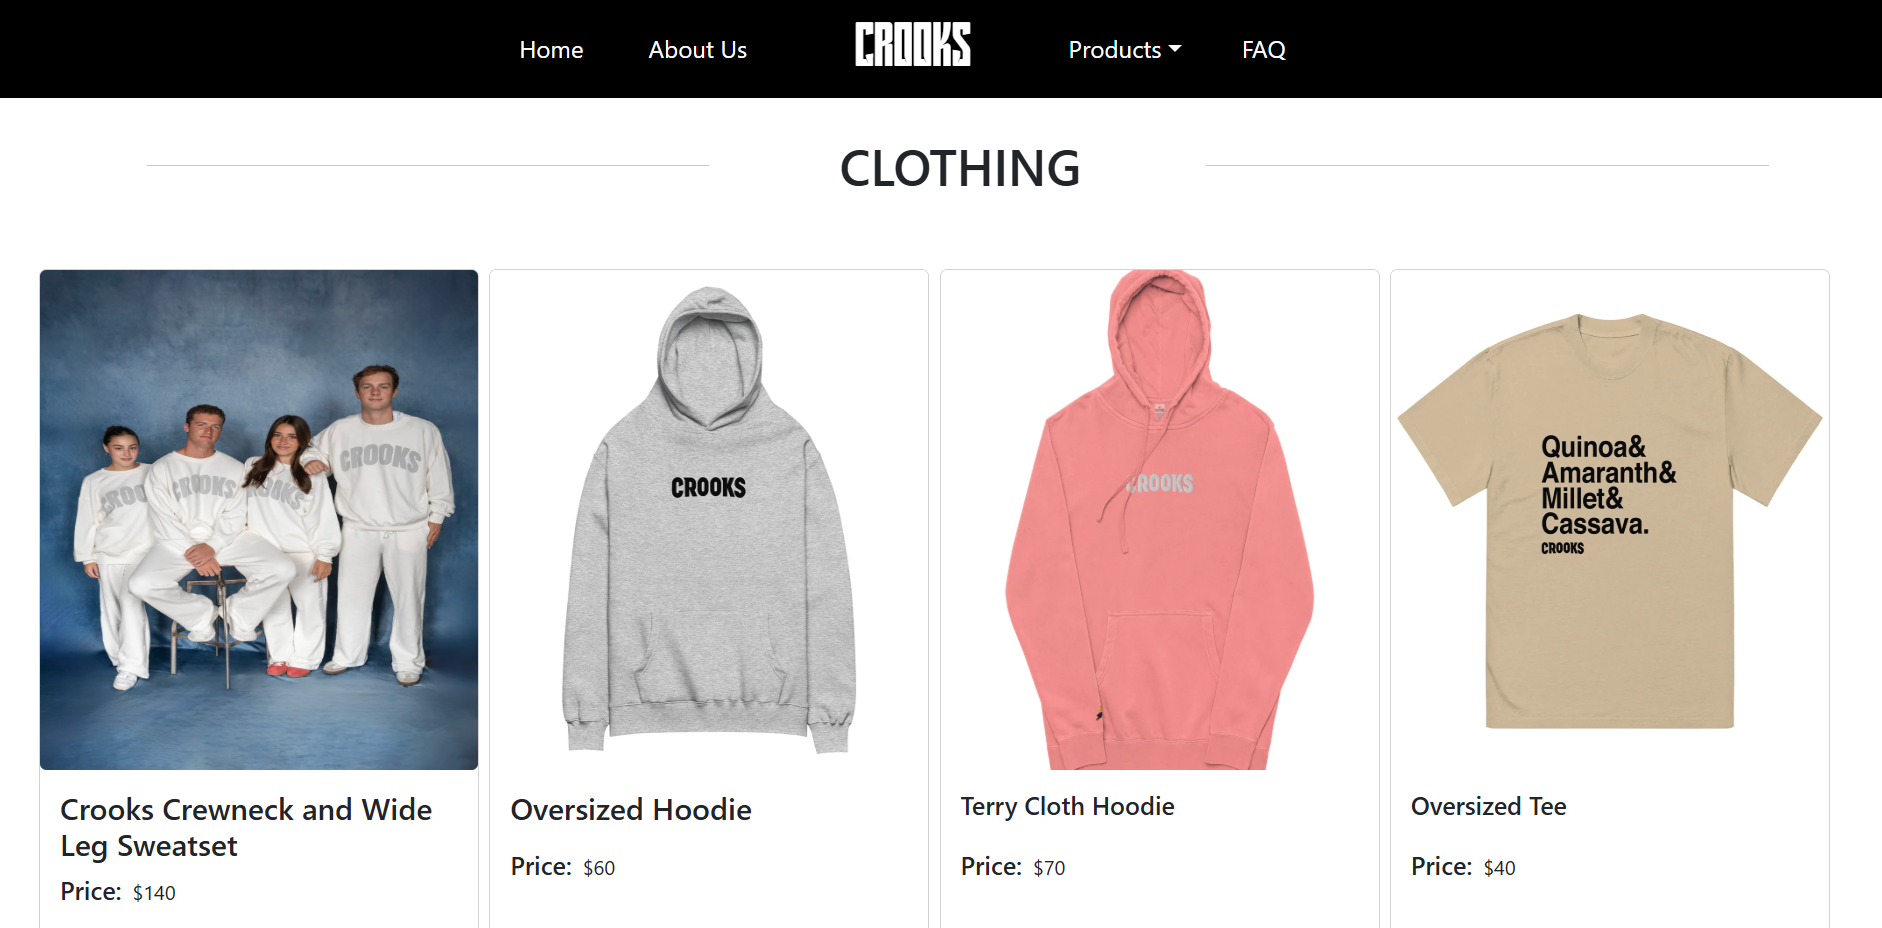 Home
About Us
CROOKS
Products
FAQ
CLOTHING
CROOKS
CROOKS
CROOKS
CROOKS
CROOKS
CROOKS
Quinoa&
Amaranth&
Millet&
Cassava.
CROOKS
Crooks Crewneck and Wide
Leg Sweatset
Price: $140
Oversized Hoodie
Price: $60
Terry Cloth Hoodie
Price: $70
Oversized Tee
Price: $40